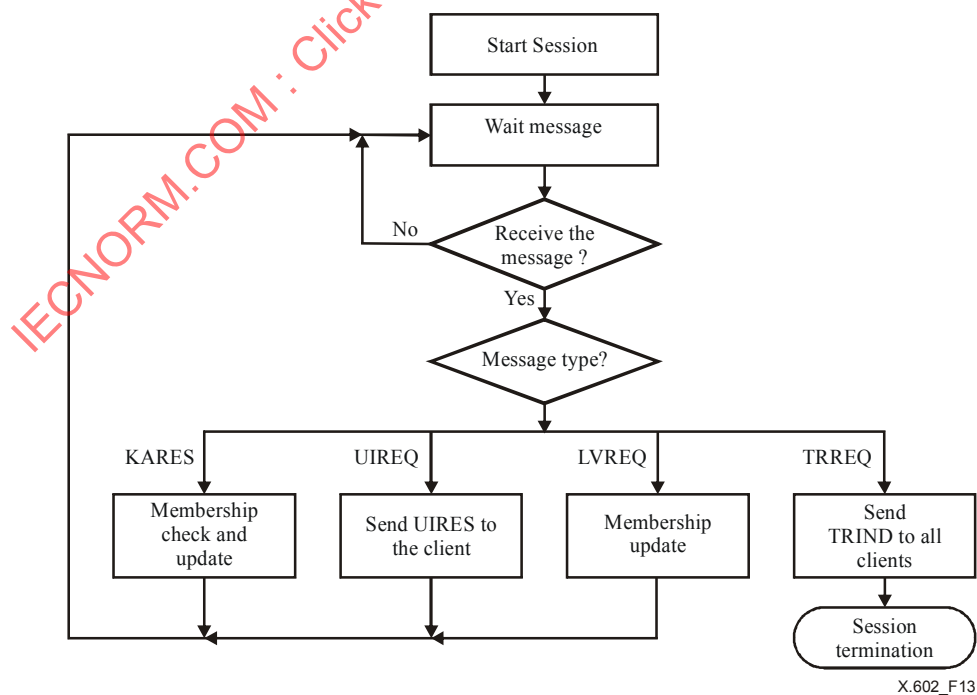 Start Session
Wait message
Receive the
message ?
No
Yes
Message type?
KARES
UIREQ
LVREQ
TRREQ
Membership
check and
update
Send UIRES to
the client
Membership
update
Send
TRIND to all
clients
Session
termination
X.602_F13
IECNORM.COM : Click